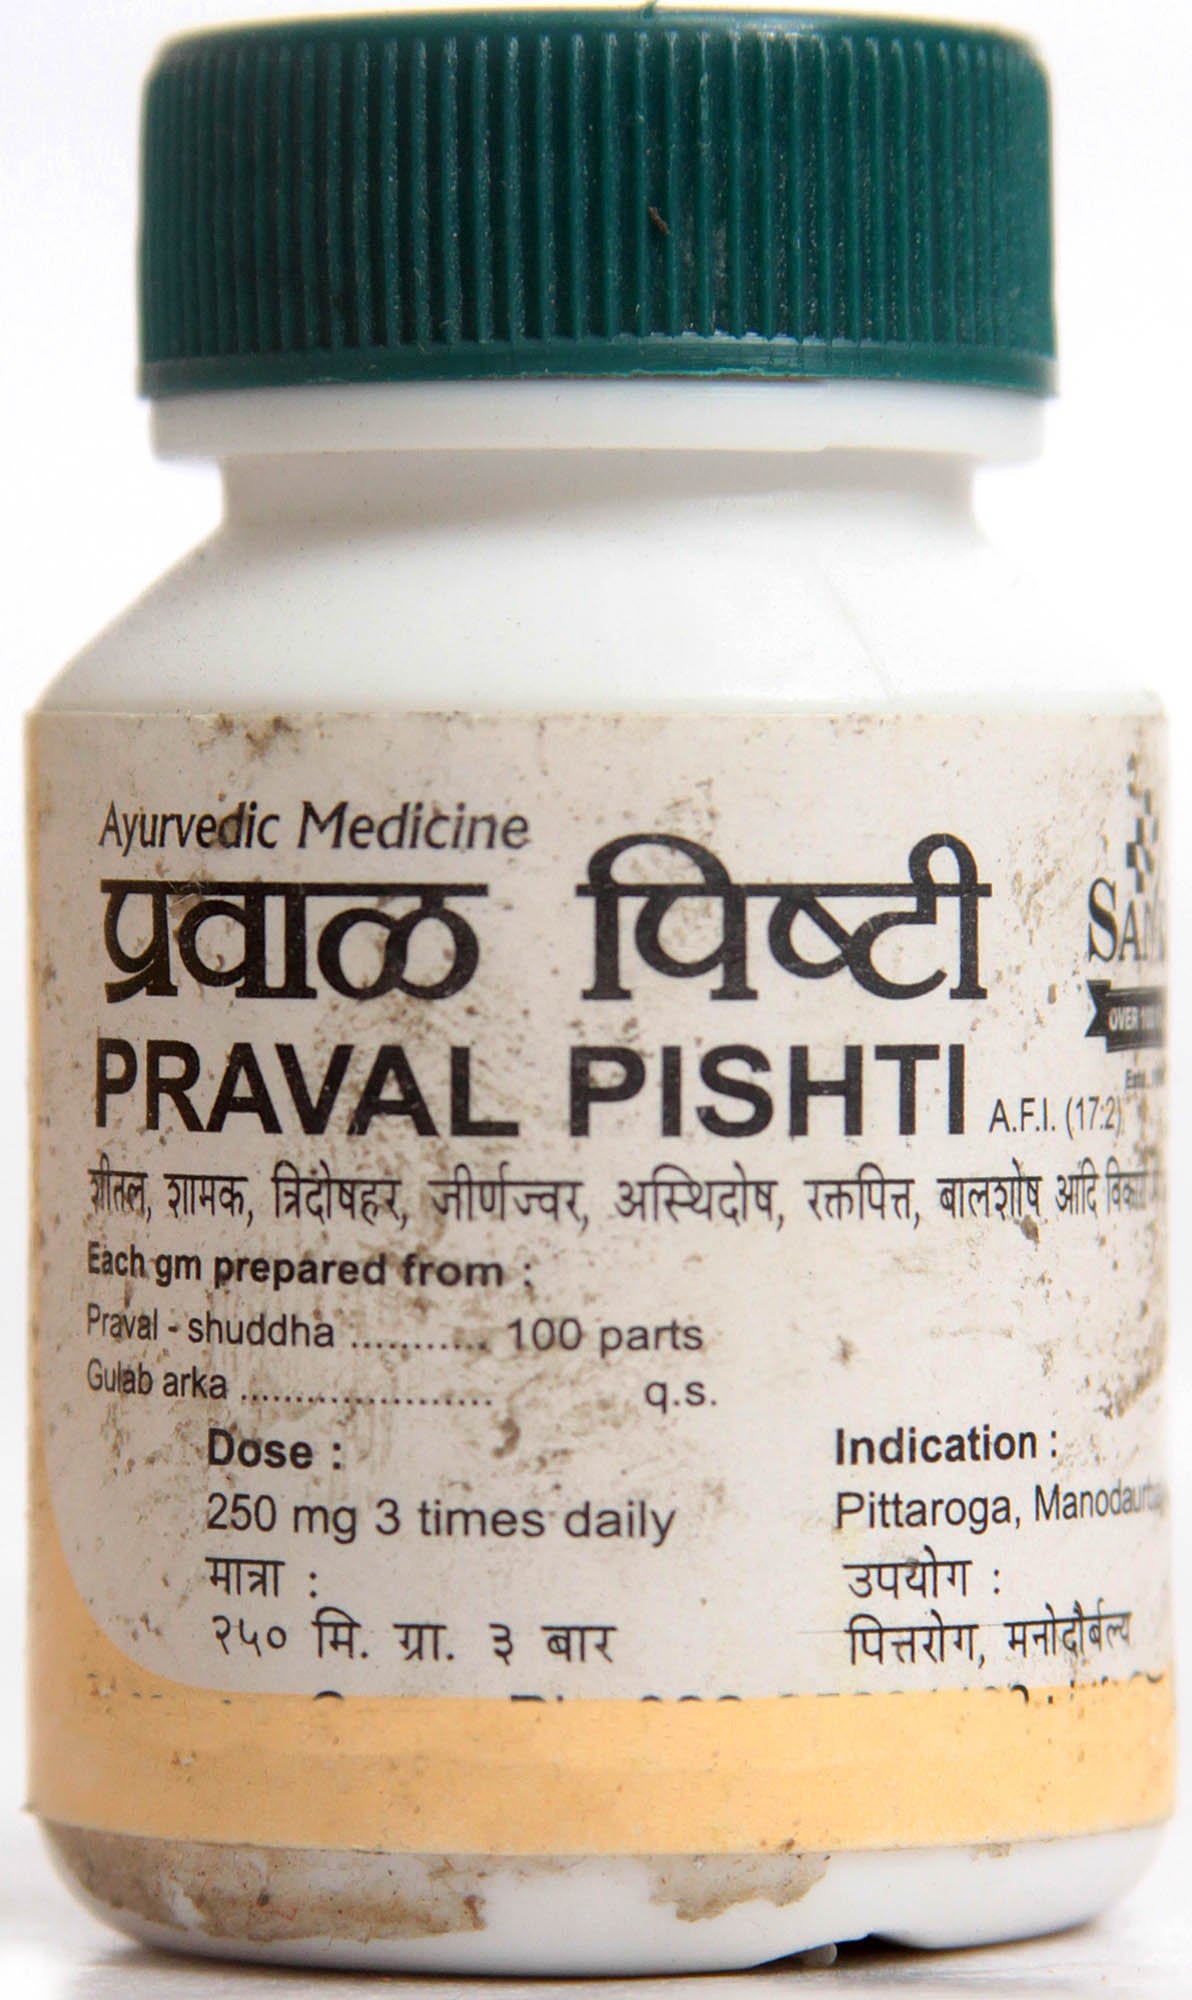 Ayurvedic Medicine
प्रवाळ पिष्टी
PRAVAL PISHTI A.F.I. (17:2)
OVER
शीतल, शामक, त्रिदोषहर, जीर्णज्वर, अस्थिदोष, रक्तपित्त, बालशोष आदि
Each gm prepared from :
Praval - shuddha ........... 100 parts
Gulab arka .................... q.s.
Dose :
250 mg 3 times daily
मात्रा :
२५० मि. ग्रा. ३ बार
Indication :
Pittaroga,
उपयोग :
पित्तरोग, मनोदौर्बल्य